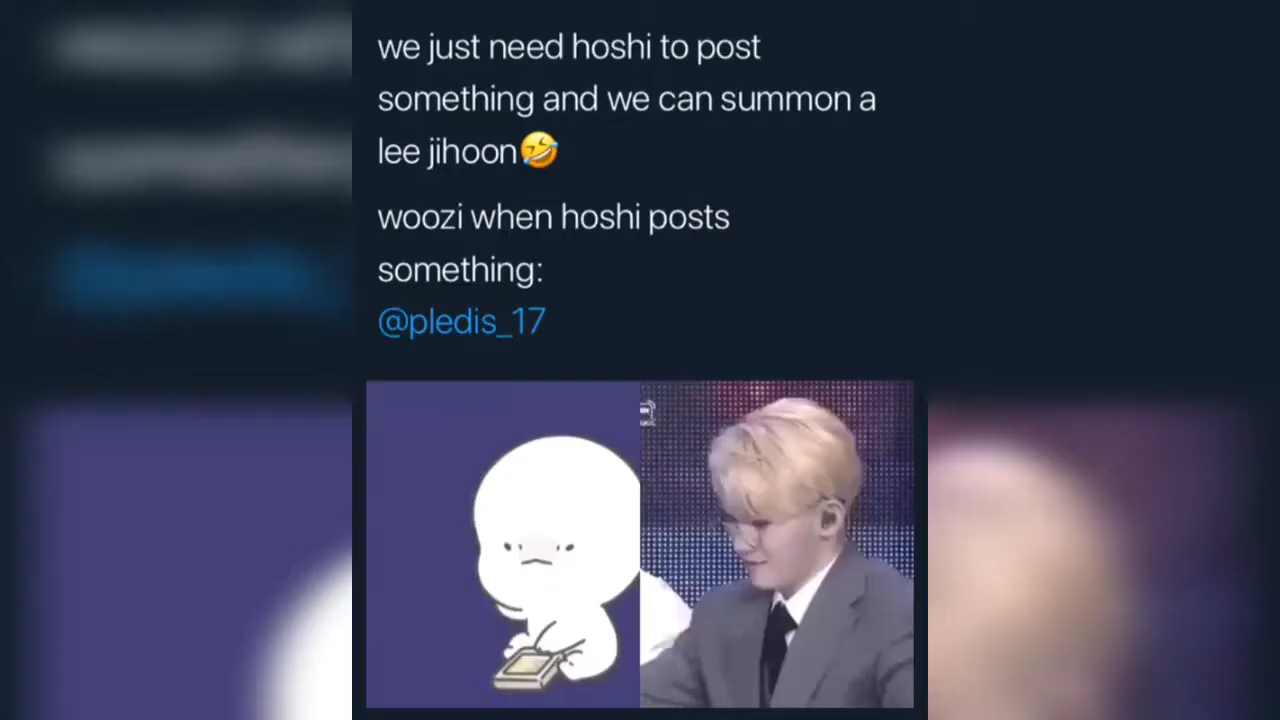 we just need hoshi to post
something and we can summon a
lee jihoon🤣
woozi when hoshi posts
something:
@pledis_17